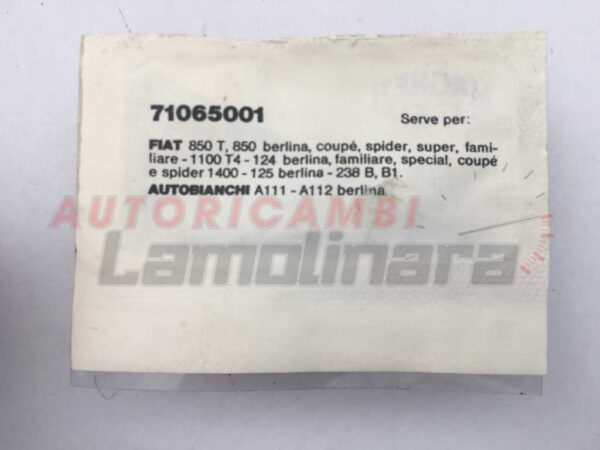 71065001 Serve per:
FIAT 850 T, 850 berlina, coupé, spider, super, fami-
liare - 1100 T4 - 124 berlina, familiare, special, coupé
e spider 1400 - 125 berlina - 238 B, B1.
AUTOBIANCHI A111 - A112 berlina.
AUTORICAMBI
Lamolinara